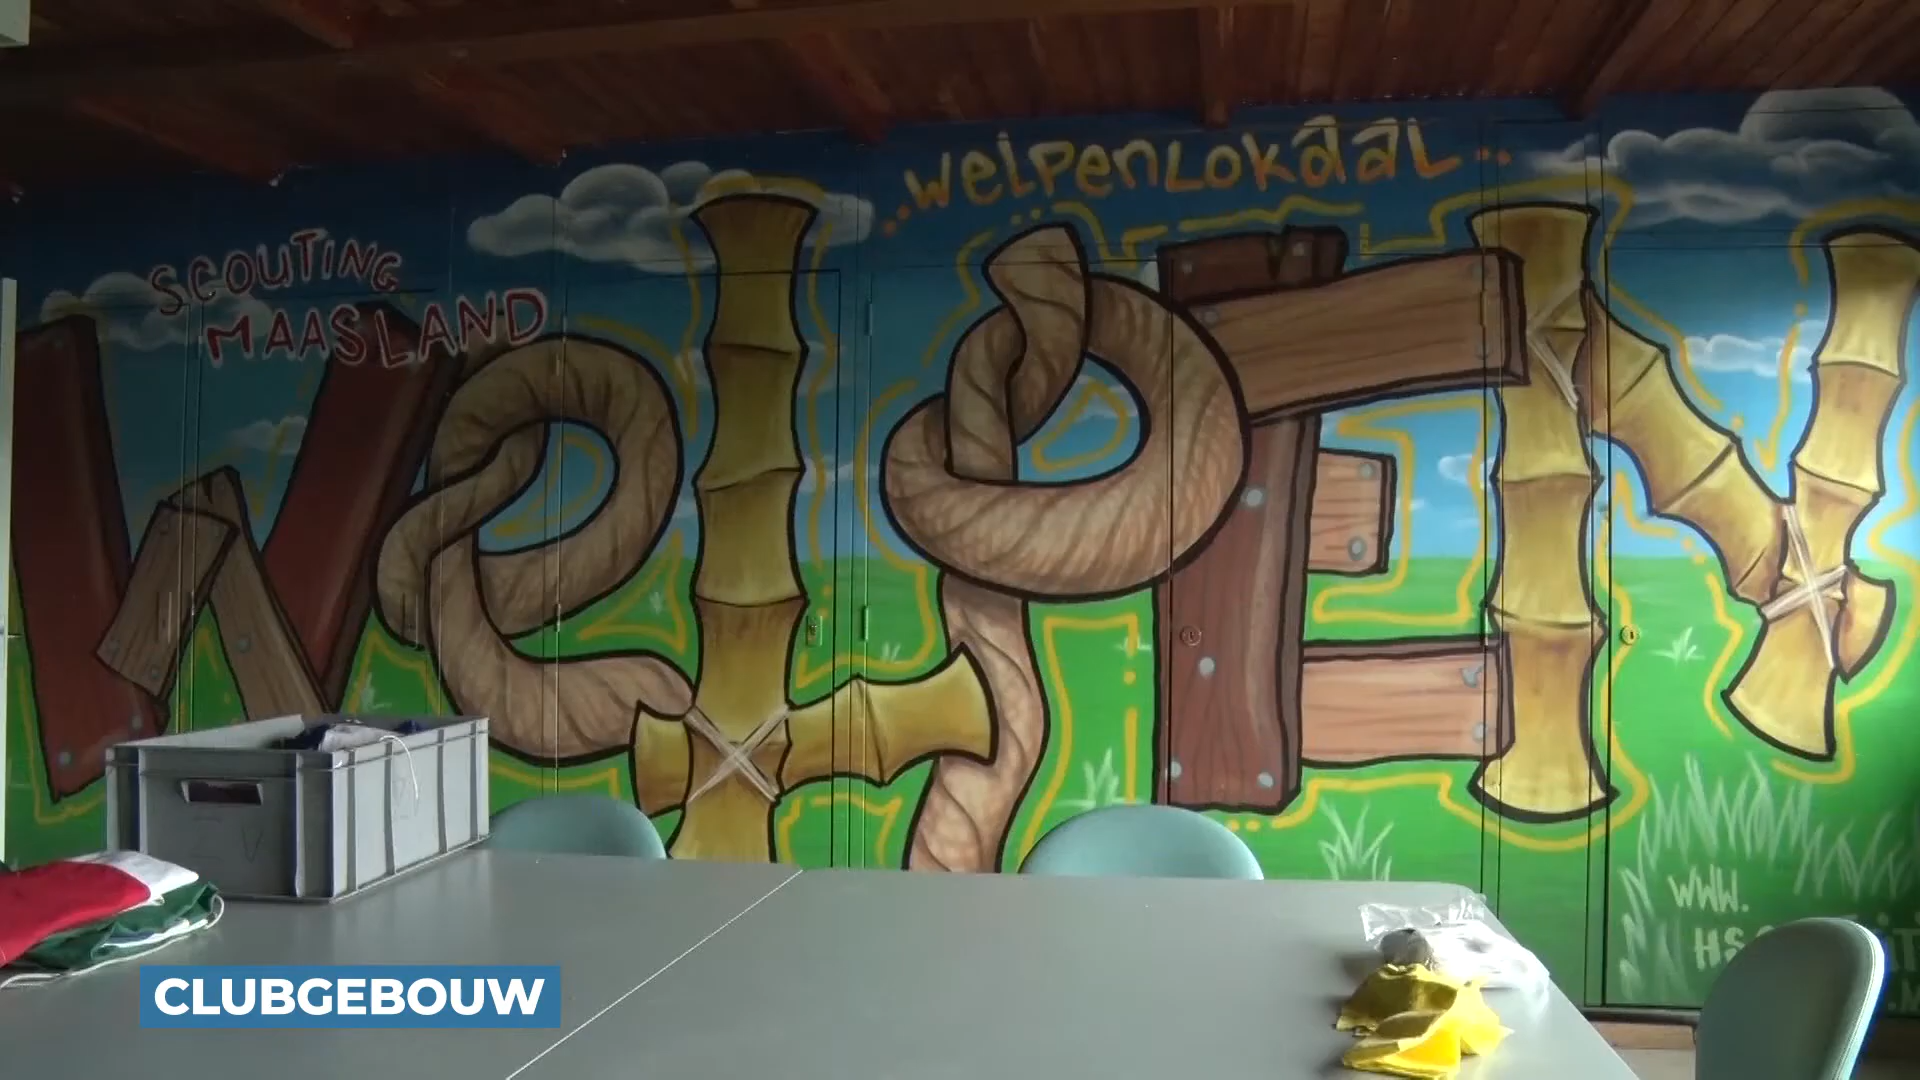 ..WELPENLOKAAL..
SCOUTING
MAASLAND
WELPEN
WWW.
CLUBGEBOUW